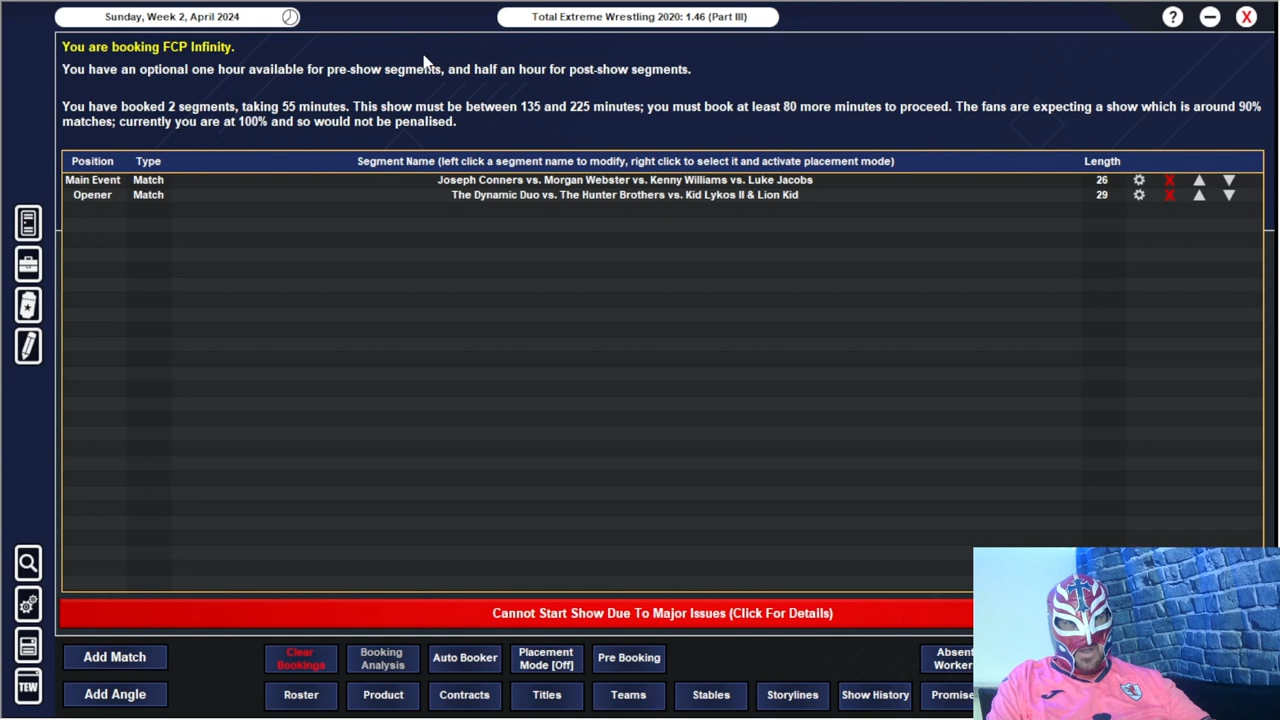 Sunday, Week 2, April 2024
Total Extreme Wrestling 2020: 1.46 (Part III)
? X
You are booking FCP Infinity.
You have an optional one hour available for pre-show segments, and half an hour for post-show segments.
You have booked 2 segments, taking 55 minutes. This show must be between 135 and 225 minutes; you must book at least 80 more minutes to proceed. The fans are expecting a show which is around 90%
matches; currently you are at 100% and so would not be penalised.
Position Type Segment Name (left click a segment name to modify, right click to select it and activate placement mode) Length
Main Event Match Joseph Conners vs. Morgan Webster vs. Kenny Williams vs. Luke Jacobs 26 X
Opener Match The Dynamic Duo vs. The Hunter Brothers vs. Kid Lykos II & Lion Kid 29 X
Cannot Start Show Due To Major Issues (Click For Details)
Add Match
Clear
Bookings
Booking
Analysis
Auto Booker
Placement
Mode [Off]
Pre Booking
Absent
Worker
TEW
Add Angle
Roster
Product
Contracts
Titles
Teams
Stables
Storylines
Show History
Promise